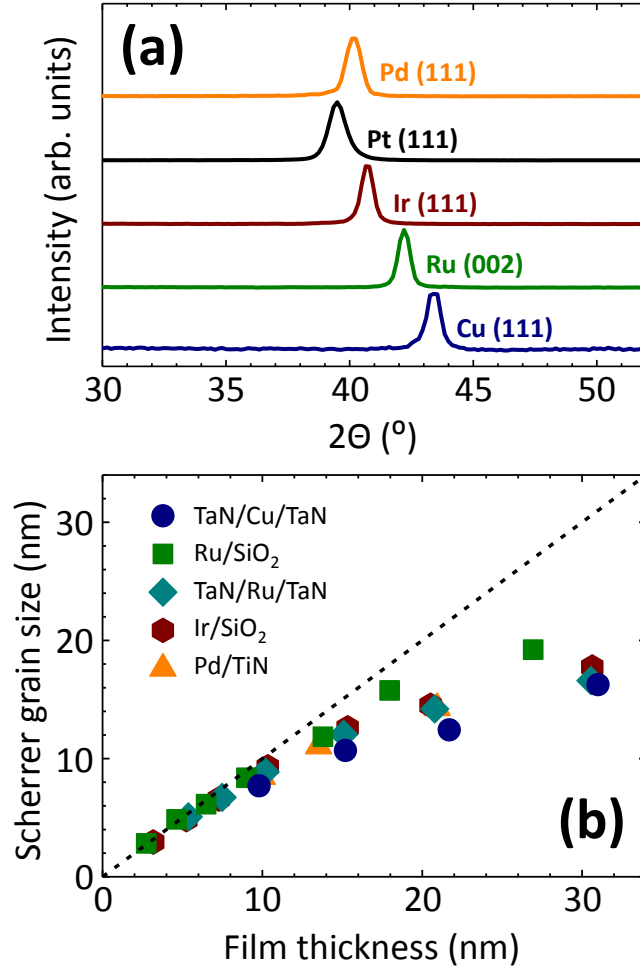 (a)
Pd (111)
Pt (111)
Ir (111)
Ru (002)
Cu (111)
Intensity (arb. units)
30 35 40 45 50
2Θ (º)
(b)
TaN/Cu/TaN
Ru/SiO₂
TaN/Ru/TaN
Ir/SiO₂
Pd/TiN
Scherrer grain size (nm)
30
20
10
0
0 10 20 30
Film thickness (nm)